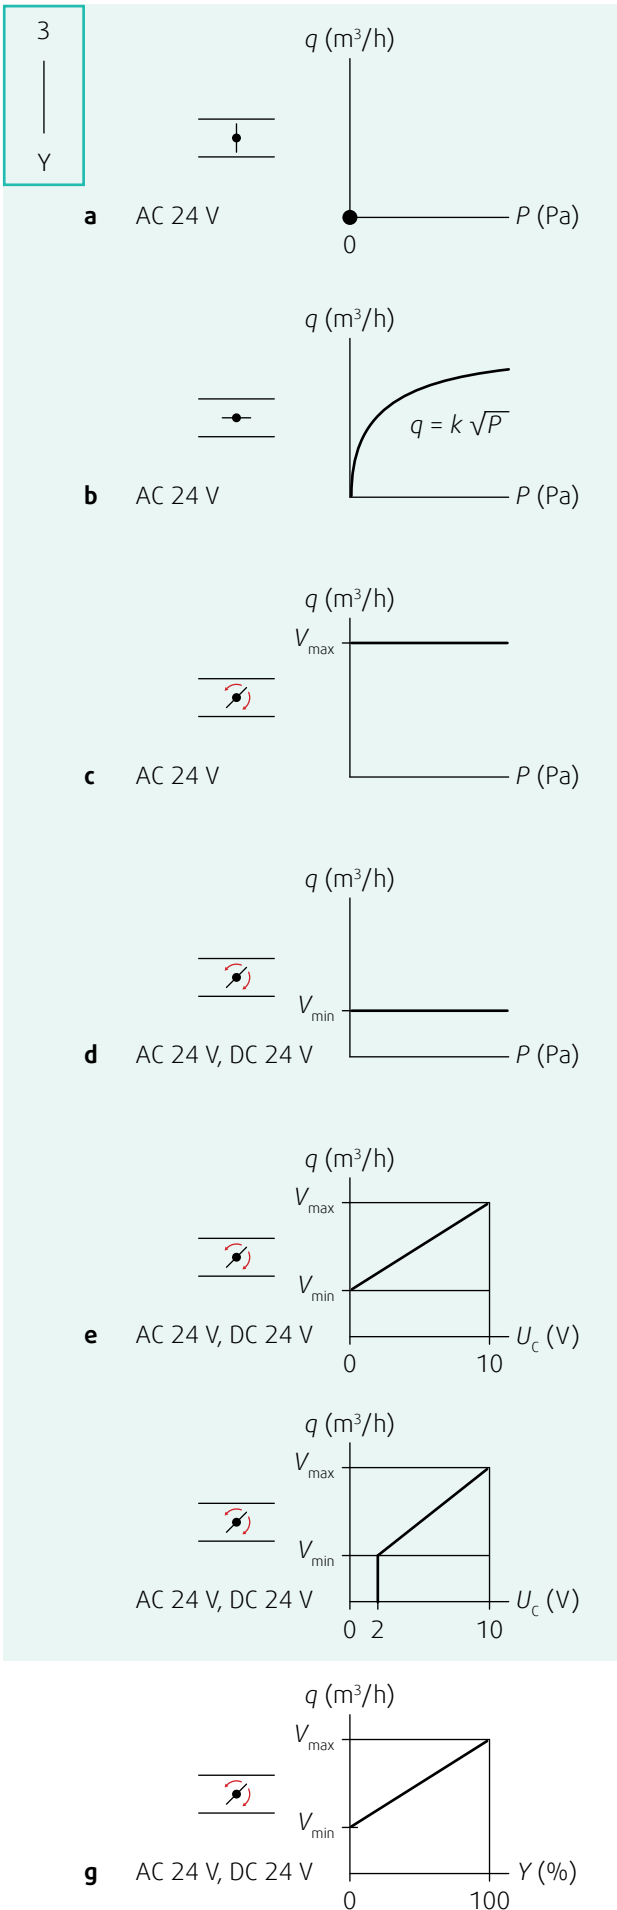 3
Y
q (m³/h)
a AC 24 V
P (Pa)
0
q (m³/h)
q = k √P
b AC 24 V
P (Pa)
q (m³/h)
Vmax
c AC 24 V
P (Pa)
q (m³/h)
Vmin
d AC 24 V, DC 24 V
P (Pa)
q (m³/h)
Vmax
Vmin
e AC 24 V, DC 24 V
Uc (V)
0 10
q (m³/h)
Vmax
Vmin
AC 24 V, DC 24 V
Uc (V)
0 2 10
q (m³/h)
Vmax
Vmin
g AC 24 V, DC 24 V
Y (%)
0 100